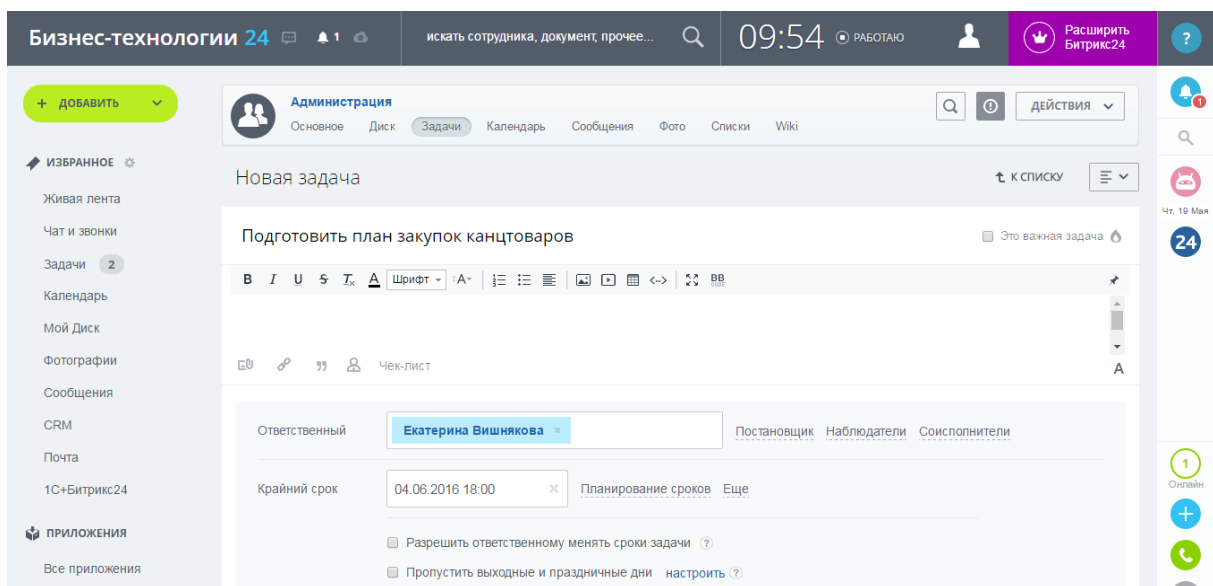 Бизнес-технологии 24 1 искать сотрудника, документ, прочее... 09:54 РАБОТАЮ Расширить Битрикс24 ?
+ ДОБАВИТЬ
Администрация
Основное Диск Задачи Календарь Сообщения Фото Списки Wiki
ДЕЙСТВИЯ
1
ИЗБРАННОЕ
Живая лента
Чат и звонки
Задачи 2
Календарь
Мой Диск
Фотографии
Сообщения
CRM
Почта
1С+Битрикс24
ПРИЛОЖЕНИЯ
Все приложения
Новая задача
К СПИСКУ
Подготовить план закупок канцтоваров
Это важная задача
B I U S Tx A Шрифт A BB CODE
Чек-лист
A
Ответственный Екатерина Вишнякова × Постановщик Наблюдатели Соисполнители
Крайний срок 04.06.2016 18:00 × Планирование сроков Еще
Разрешить ответственному менять сроки задачи ?
Пропустить выходные и праздничные дни настроить ?
Чт, 19 Мая
24
1
Онлайн